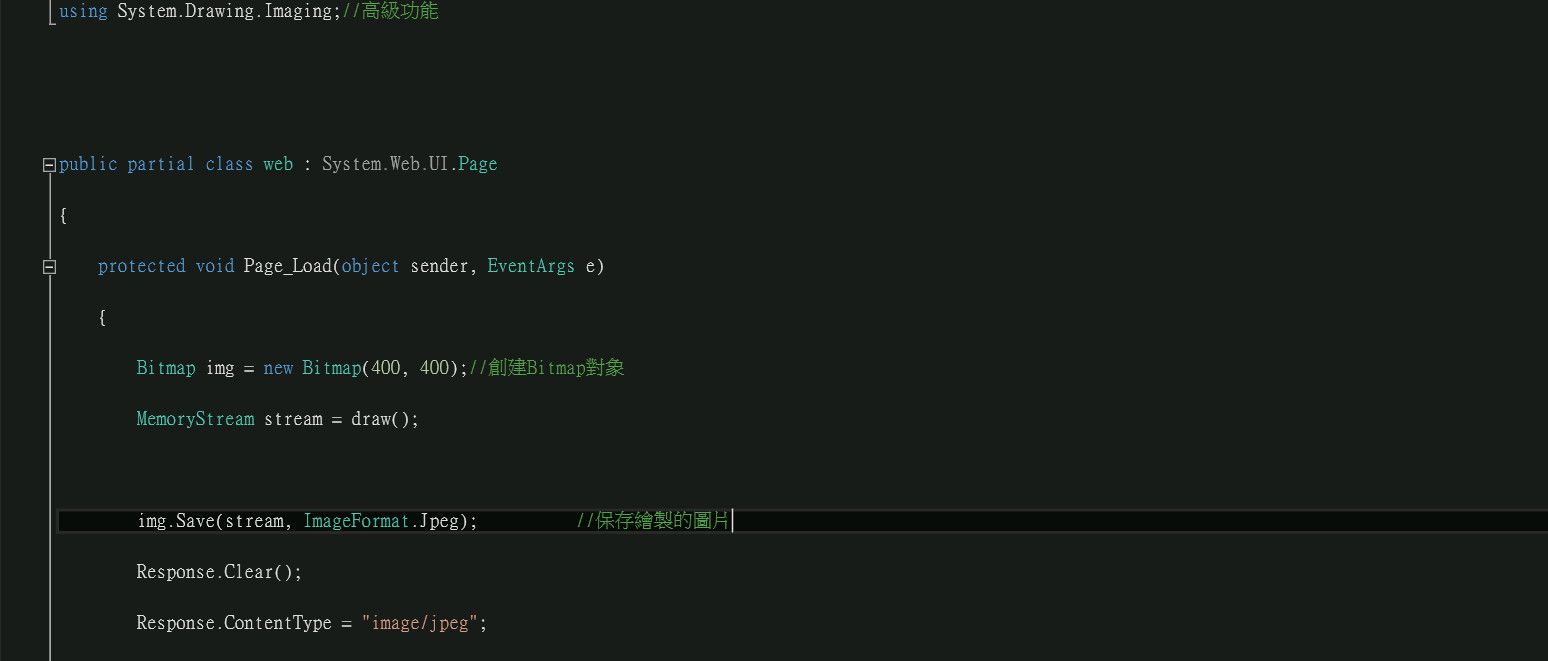 using System.Drawing.Imaging;//高級功能
public partial class web : System.Web.UI.Page
{
protected void Page_Load(object sender, EventArgs e)
{
Bitmap img = new Bitmap(400, 400);//創建Bitmap對象
MemoryStream stream = draw();
img.Save(stream, ImageFormat.Jpeg); //保存繪製的圖片
Response.Clear();
Response.ContentType = "image/jpeg";